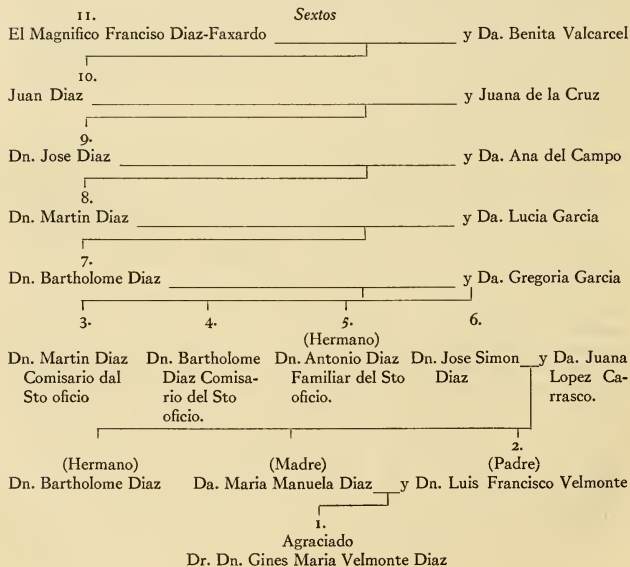 11. Sextos
El Magnifico Franciso Diaz-Faxardo y Da. Benita Valcarcel
10.
Juan Diaz y Juana de la Cruz
9.
Dn. Jose Diaz y Da. Ana del Campo
8.
Dn. Martin Diaz y Da. Lucia Garcia
7.
Dn. Bartholome Diaz y Da. Gregoria Garcia
3. 4. 5. 6.
(Hermano)
Dn. Martin Diaz Dn. Bartholome Dn. Antonio Diaz Dn. Jose Simon y Da. Juana
Comisario dal Diaz Comisa- Familiar del Sto Diaz Lopez Ca-
Sto oficio rio del Sto oficio. rrasco.
oficio.
2.
(Hermano) (Madre) (Padre)
Dn. Bartholome Diaz Da. Maria Manuela Diaz y Dn. Luis Francisco Velmonte
1.
Agraciado
Dr. Dn. Gines Maria Velmonte Diaz